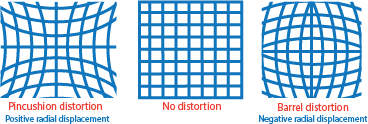 Pincushion distortion
Positive radial displacement
No distortion
Barrel distortion
Negative radial displacement